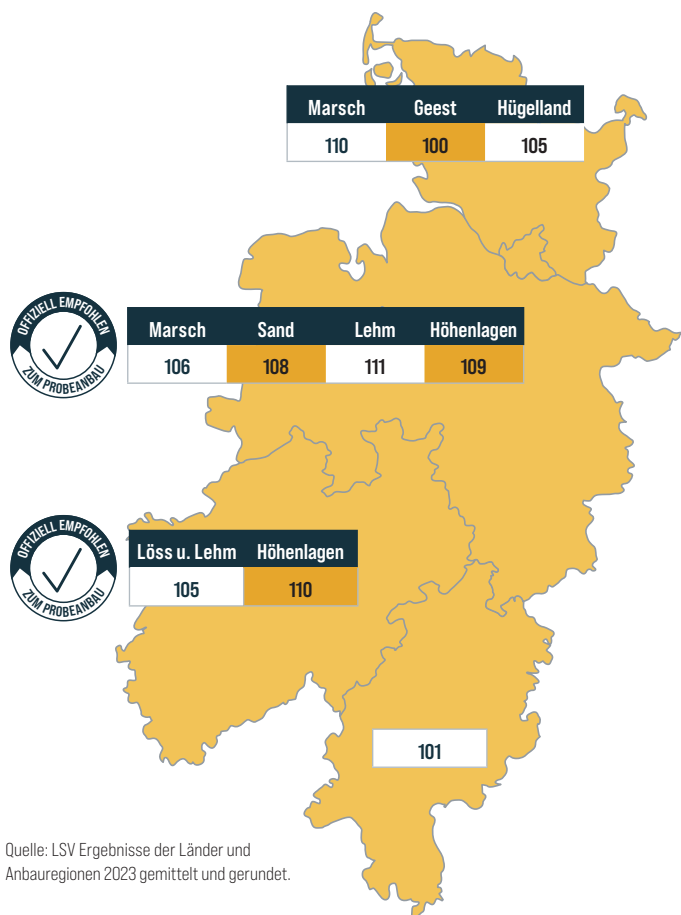 Marsch Geest Hügelland
110 100 105
OFFIZIELL EMPFOHLEN
ZUM PROBEANBAU
Marsch Sand Lehm Höhenlagen
106 108 111 109
OFFIZIELL EMPFOHLEN
ZUM PROBEANBAU
Löss u. Lehm Höhenlagen
105 110
101
Quelle: LSV Ergebnisse der Länder und
Anbauregionen 2023 gemittelt und gerundet.